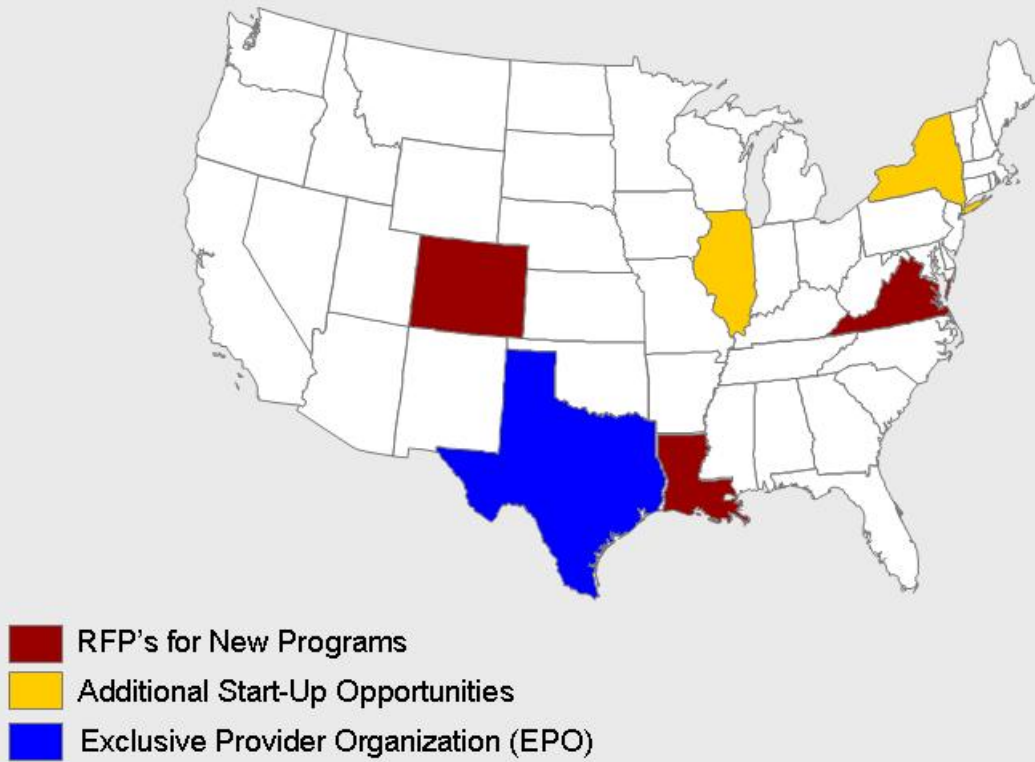 RFP's for New Programs
Additional Start-Up Opportunities
Exclusive Provider Organization (EPO)